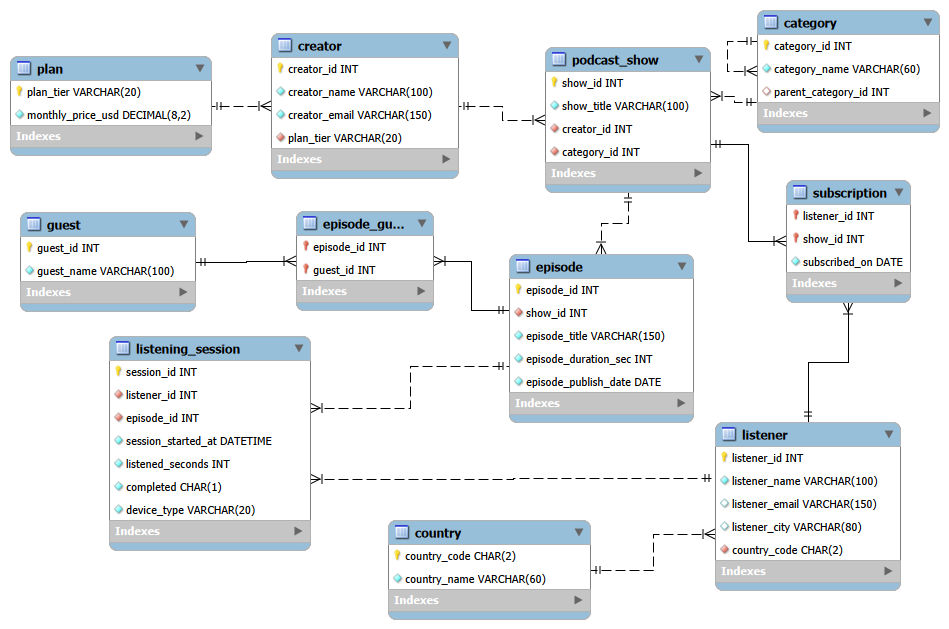 plan
plan_tier VARCHAR(20)
monthly_price_usd DECIMAL(8,2)
Indexes
creator
creator_id INT
creator_name VARCHAR(100)
creator_email VARCHAR(150)
plan_tier VARCHAR(20)
Indexes
podcast_show
show_id INT
show_title VARCHAR(100)
creator_id INT
category_id INT
Indexes
category
category_id INT
category_name VARCHAR(60)
parent_category_id INT
Indexes
guest
guest_id INT
guest_name VARCHAR(100)
Indexes
episode_gu...
episode_id INT
guest_id INT
Indexes
episode
episode_id INT
show_id INT
episode_title VARCHAR(150)
episode_duration_sec INT
episode_publish_date DATE
Indexes
subscription
listener_id INT
show_id INT
subscribed_on DATE
Indexes
listening_session
session_id INT
listener_id INT
episode_id INT
session_started_at DATETIME
listened_seconds INT
completed CHAR(1)
device_type VARCHAR(20)
Indexes
listener
listener_id INT
listener_name VARCHAR(100)
listener_email VARCHAR(150)
listener_city VARCHAR(80)
country_code CHAR(2)
Indexes
country
country_code CHAR(2)
country_name VARCHAR(60)
Indexes